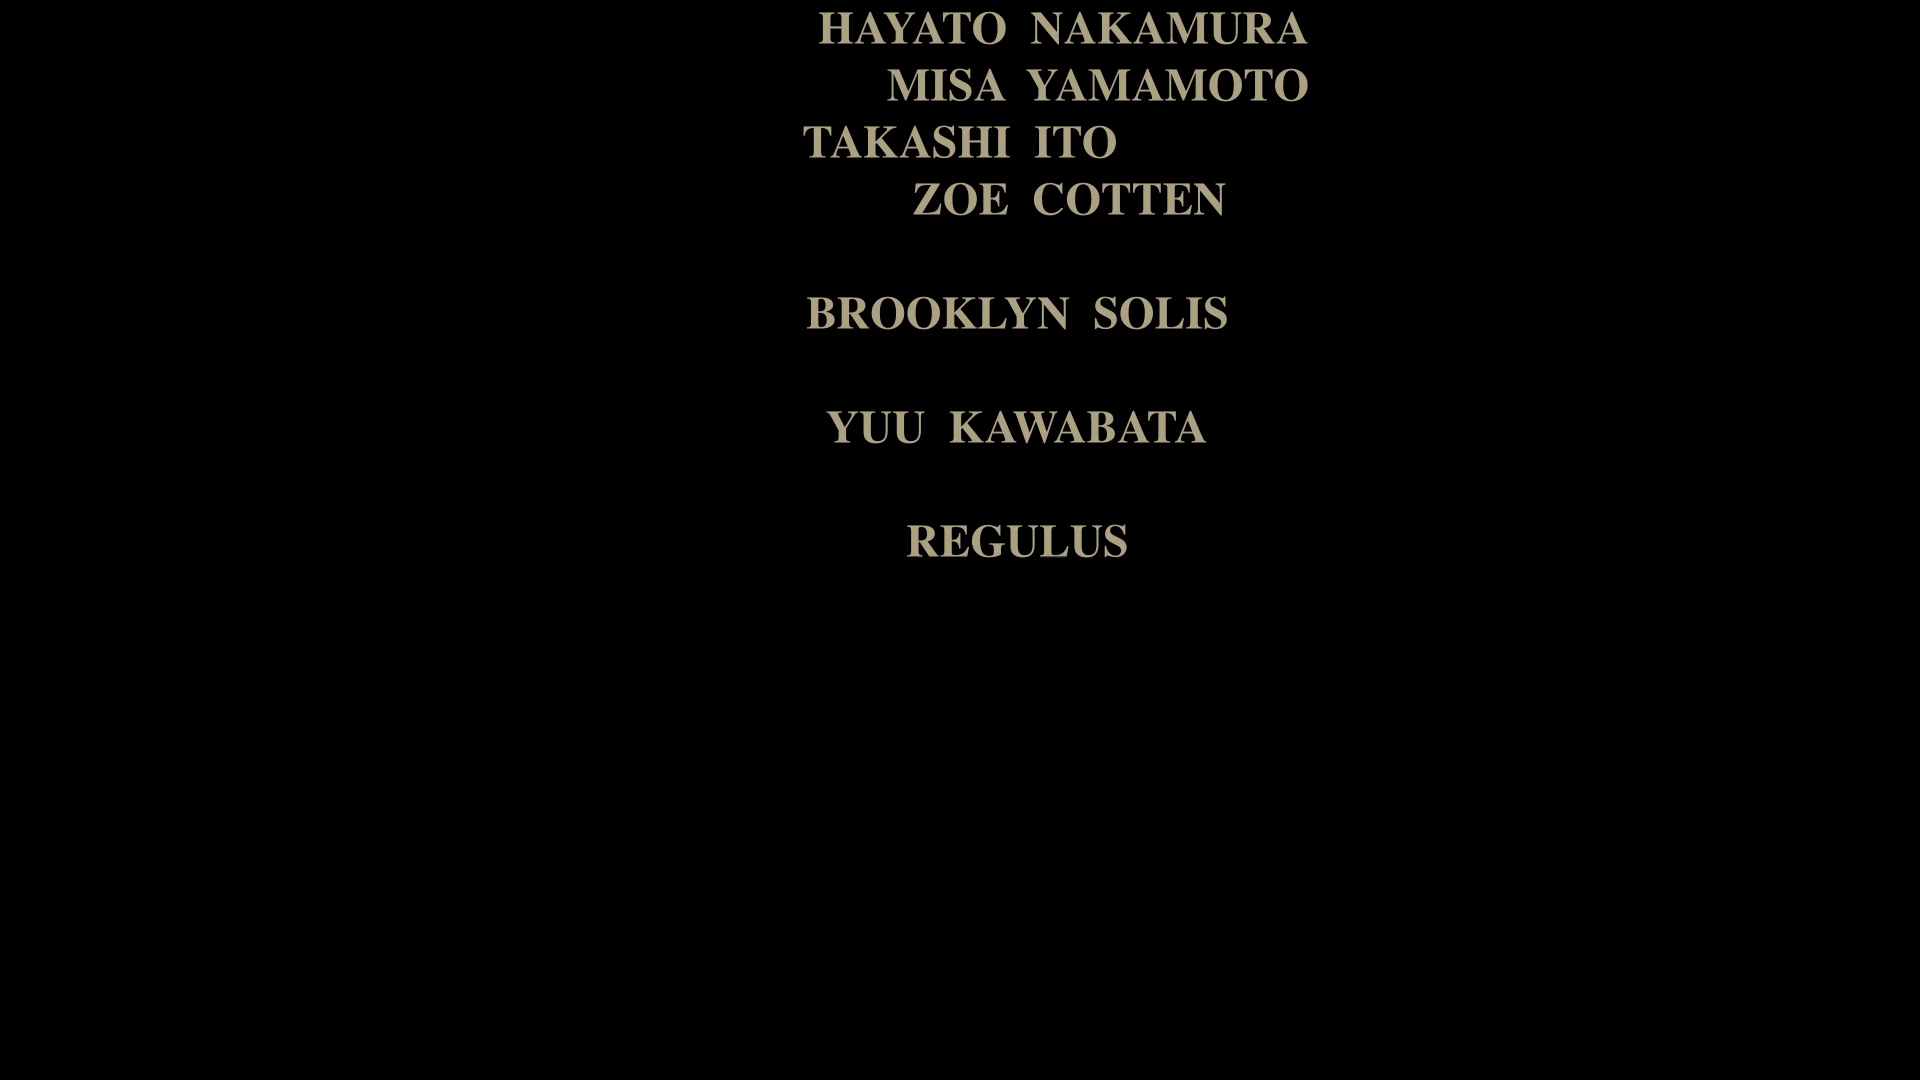 HAYATO NAKAMURA
MISA YAMAMOTO
TAKASHI ITO
ZOE COTTEN
BROOKLYN SOLIS
YUU KAWABATA
REGULUS